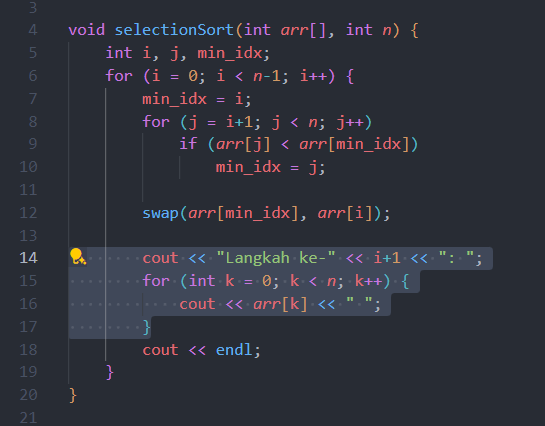 3
4 void selectionSort(int arr[], int n) {
5     int i, j, min_idx;
6     for (i = 0; i < n-1; i++) {
7         min_idx = i;
8         for (j = i+1; j < n; j++)
9             if (arr[j] < arr[min_idx])
10                 min_idx = j;
11
12         swap(arr[min_idx], arr[i]);
13
14         cout << "Langkah ke-" << i+1 << ": ";
15         for (int k = 0; k < n; k++) {
16             cout << arr[k] << " ";
17         }
18         cout << endl;
19     }
20 }
21